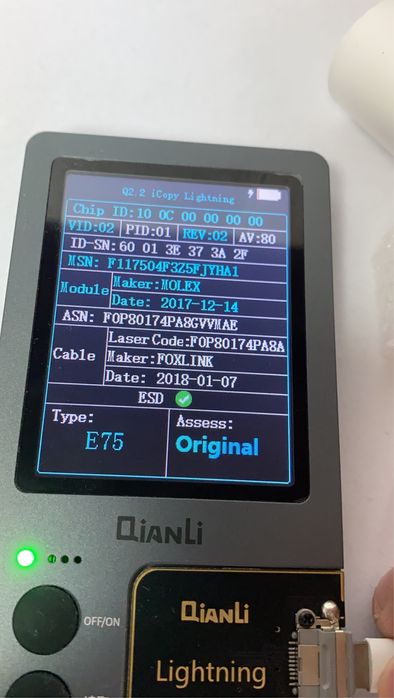 Q2.2 iCopy Lightning
Chip ID:10 0C 00 00 00 00
VID:02 PID:01 REV:02 AV:80
ID-SN:60 01 3E 37 3A 2F
MSN: F117504F3Z5FJYHA1
Module
Maker:MOLEX
Date: 2017-12-14
ASN: F0P80174PA8GVVMAE
Cable
Laser Code:F0P80174PA8A
Maker:FOXLINK
Date: 2018-01-07
ESD
Type:
E75
Assess:
Original
QIANLI
OFF/ON
QIANLI
Lightning